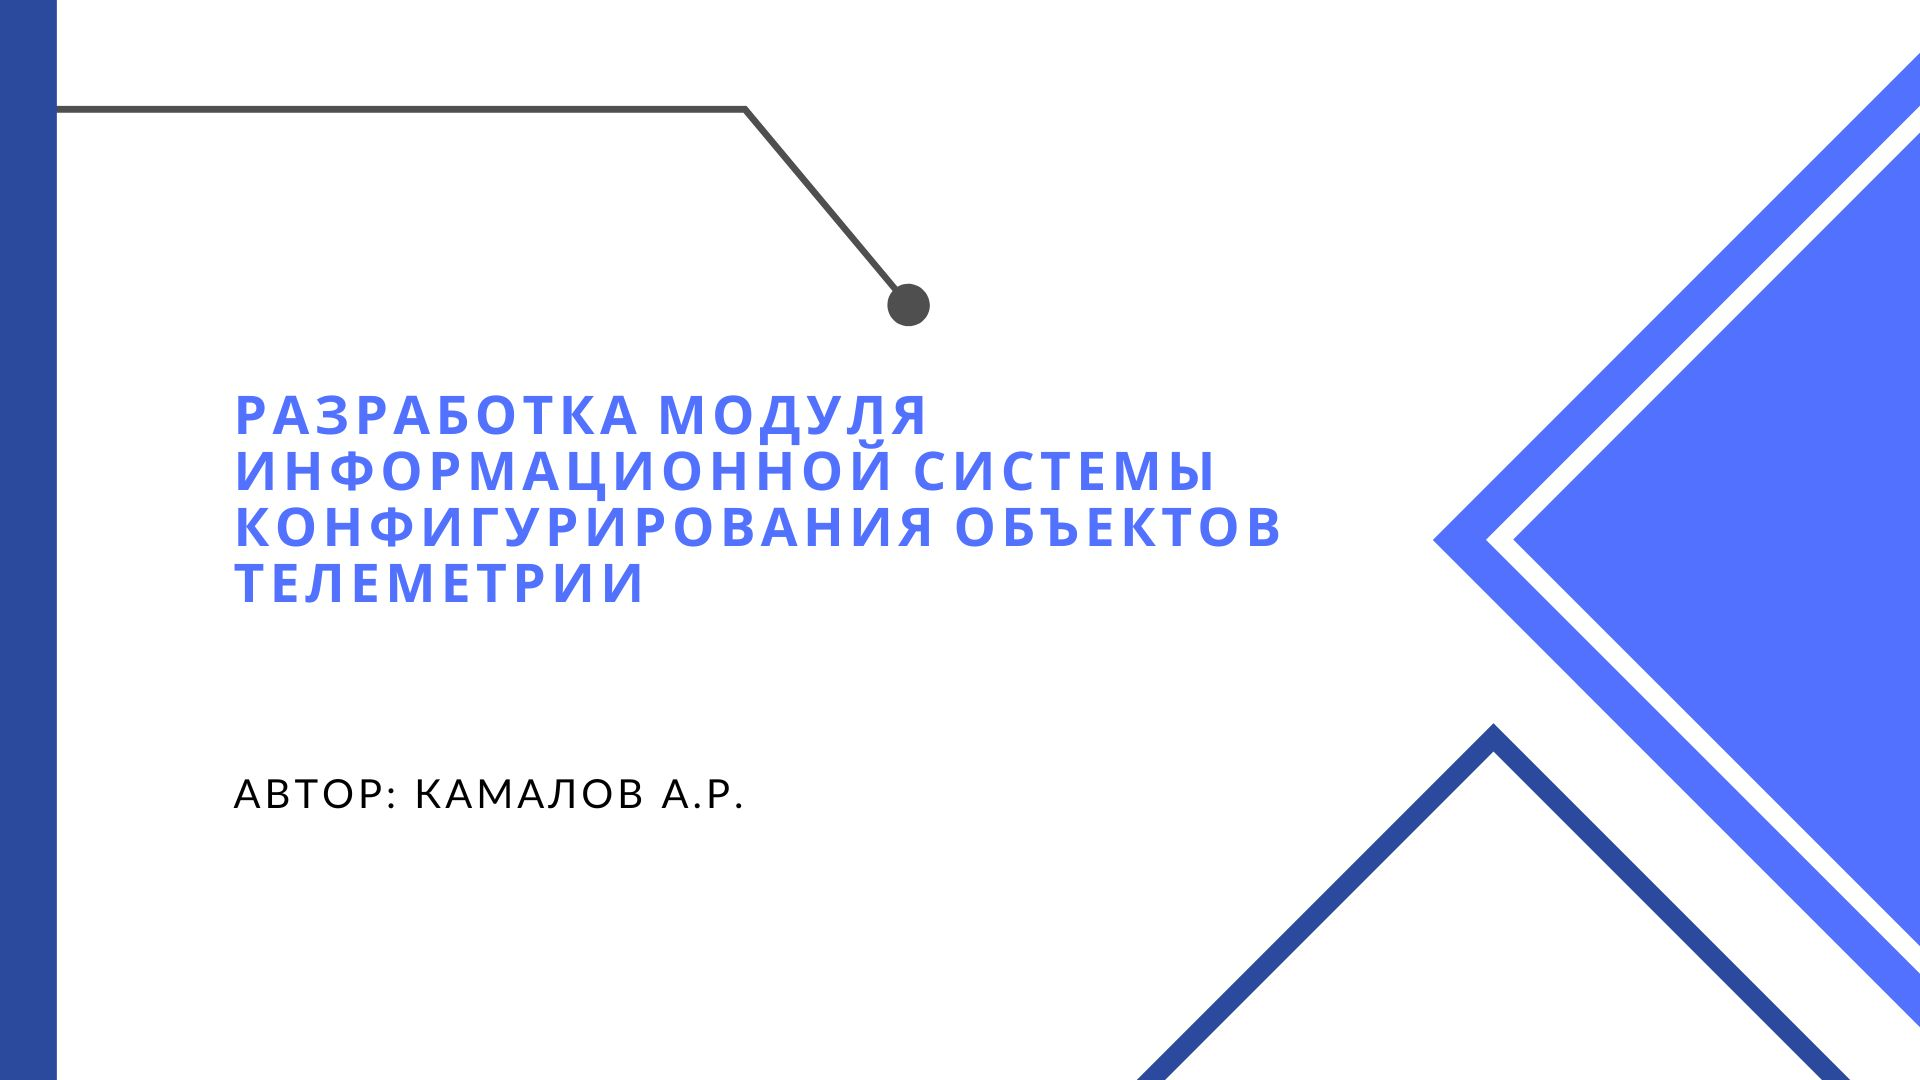 РАЗРАБОТКА МОДУЛЯ
ИНФОРМАЦИОННОЙ СИСТЕМЫ
КОНФИГУРИРОВАНИЯ ОБЪЕКТОВ
ТЕЛЕМЕТРИИ
АВТОР: КАМАЛОВ А.Р.